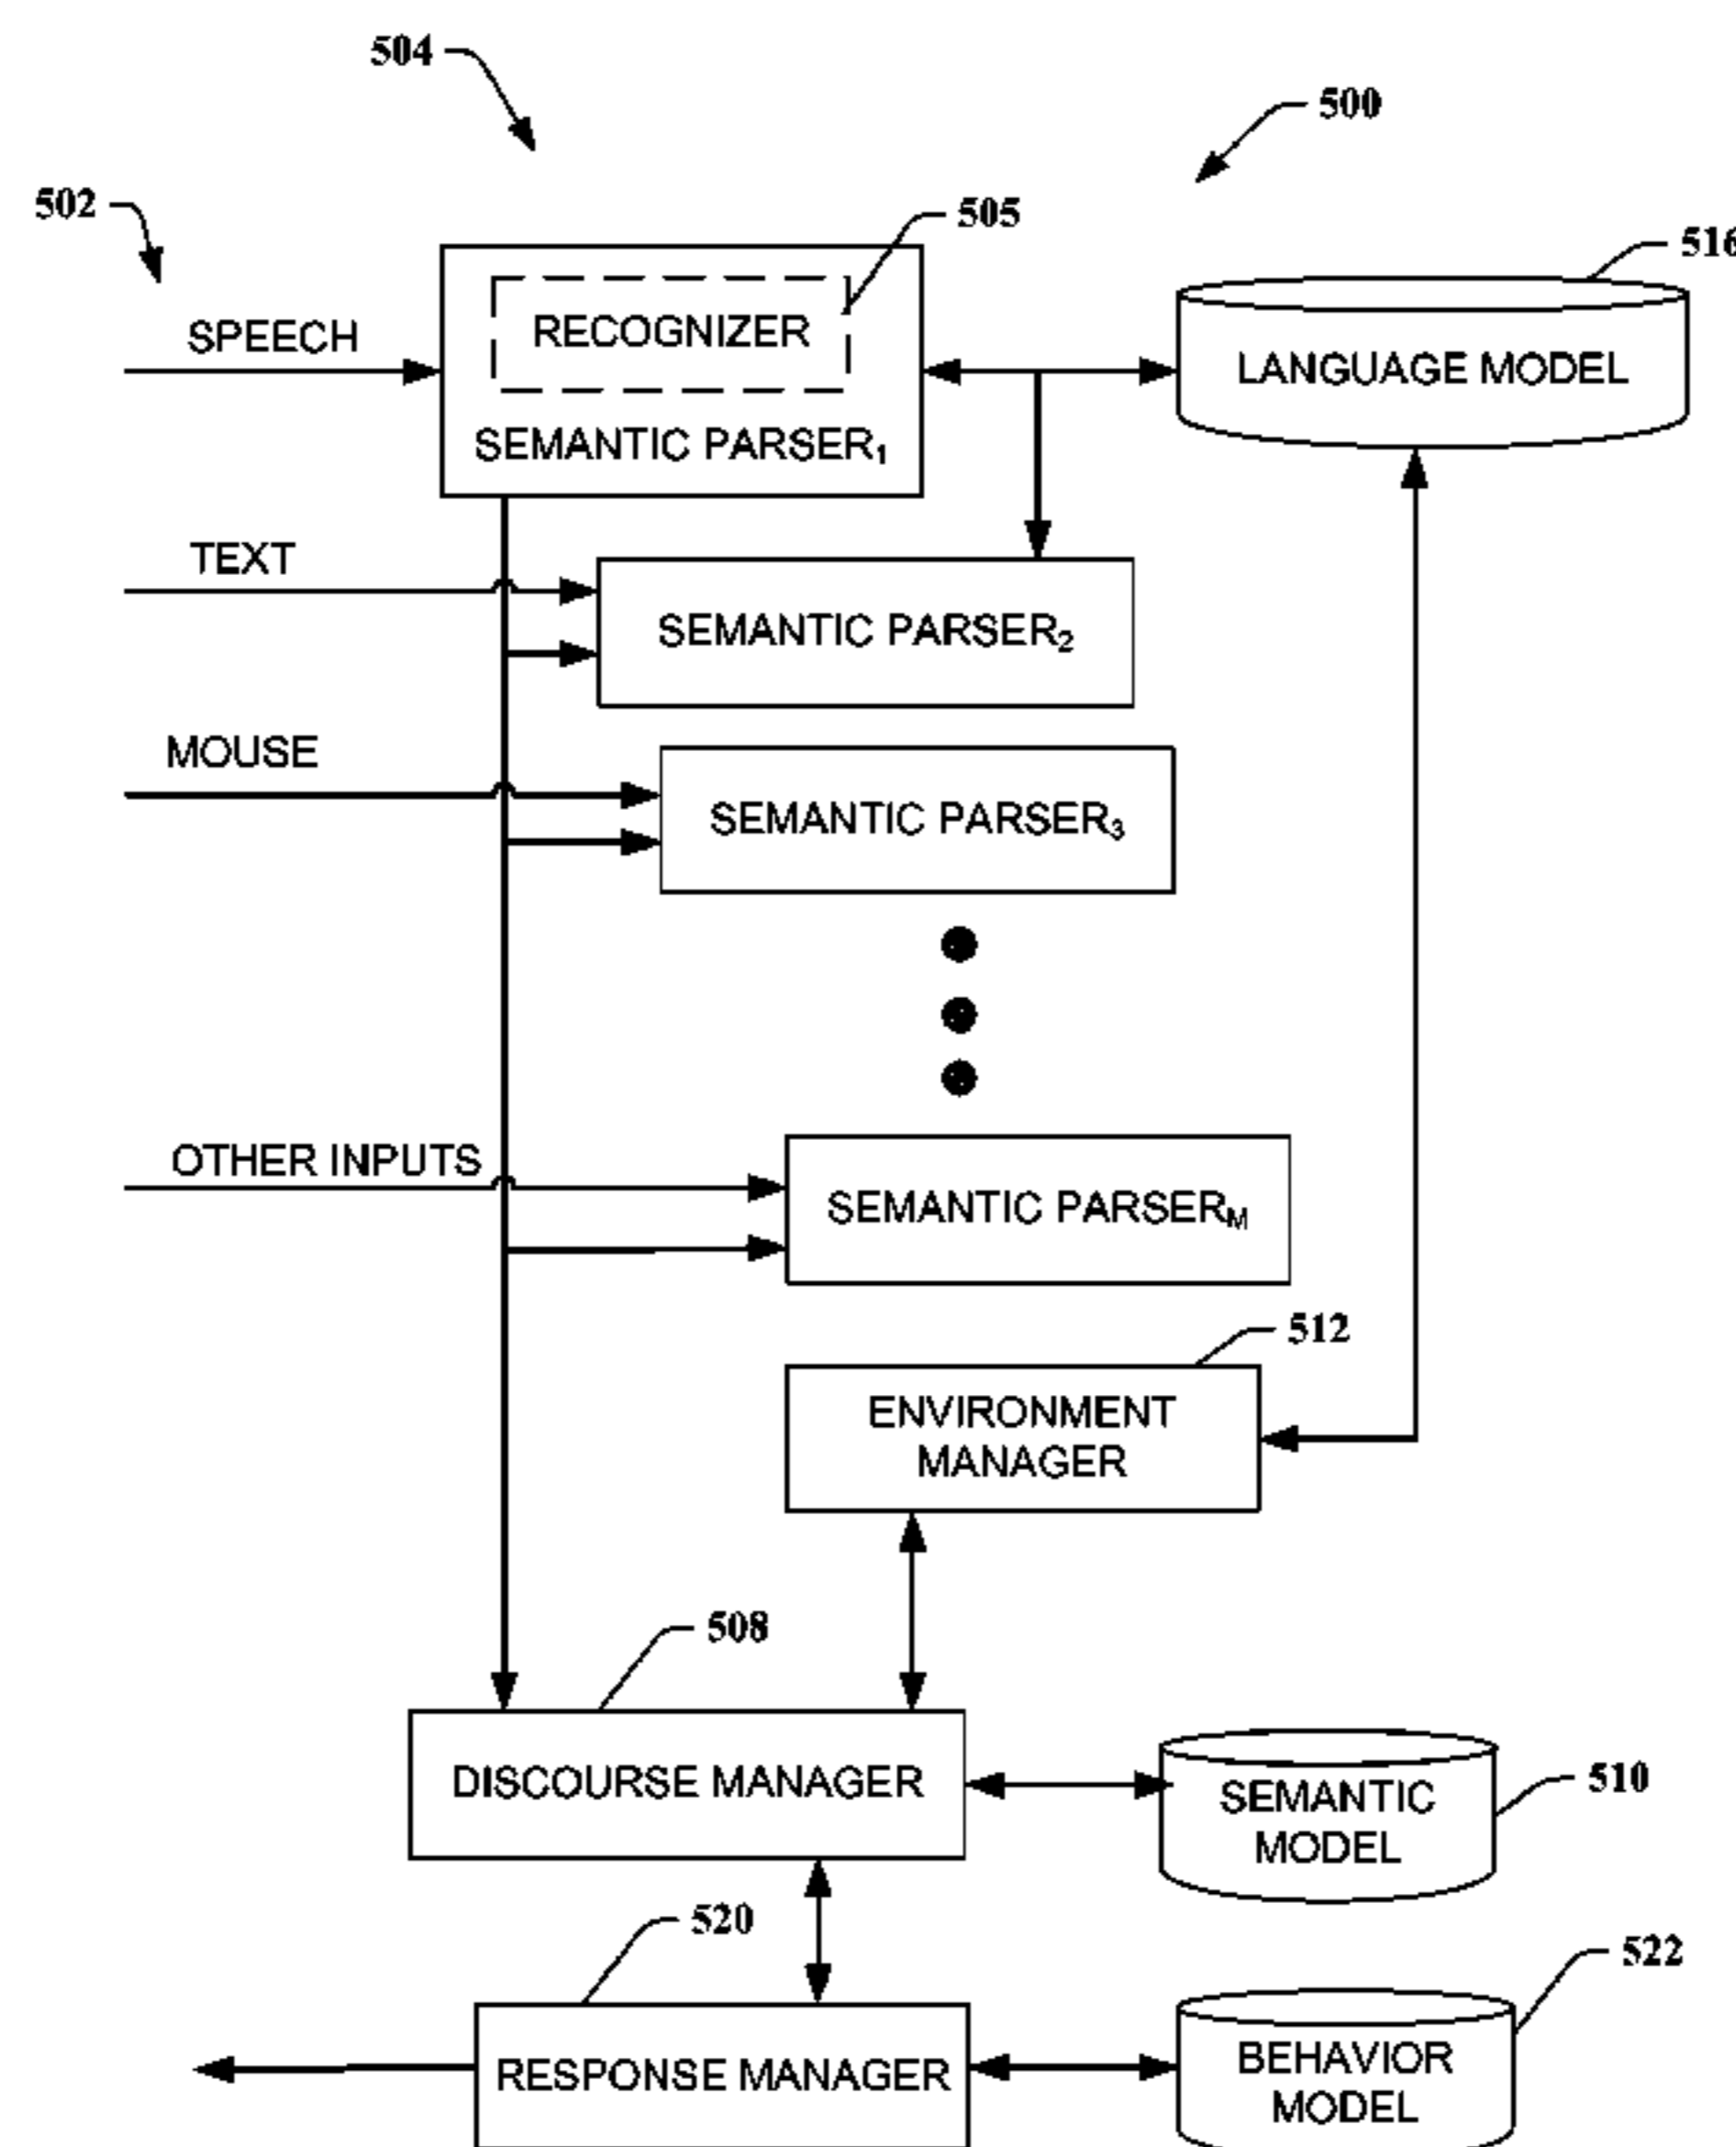 504
500
502
505
516
SPEECH
RECOGNIZER
LANGUAGE MODEL
SEMANTIC PARSER₁
TEXT
SEMANTIC PARSER₂
MOUSE
SEMANTIC PARSER₃
OTHER INPUTS
SEMANTIC PARSERM
512
ENVIRONMENT
MANAGER
508
DISCOURSE MANAGER
SEMANTIC
MODEL
510
520
522
RESPONSE MANAGER
BEHAVIOR
MODEL